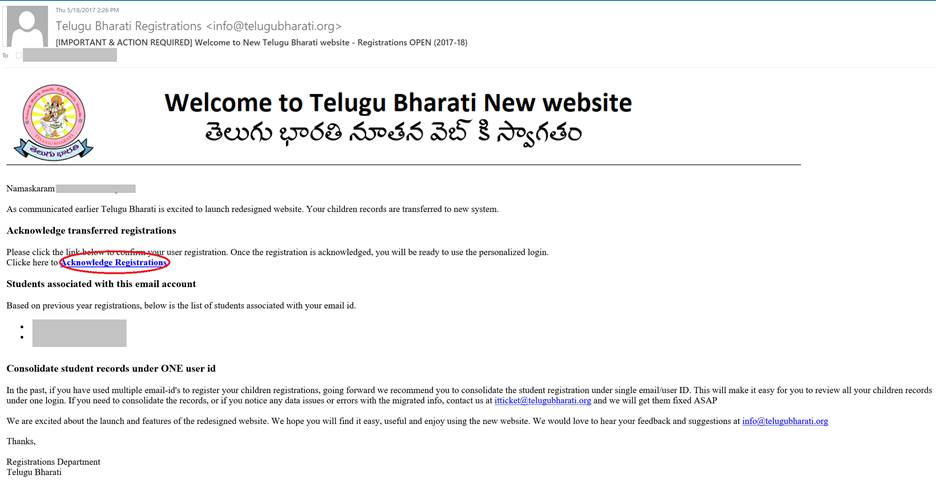 Thu 5/18/2017 2:26 PM
Telugu Bharati Registrations <info@telugubharati.org>
[IMPORTANT & ACTION REQUIRED] Welcome to New Telugu Bharati website - Registrations OPEN (2017-18)
To
Welcome to Telugu Bharati New website
తెలుగు భారతి నూతన వెబ్ కి స్వాగతం
TELUGUBHARATI
తెలుగు భారతి
Namaskaram
As communicated earlier Telugu Bharati is excited to launch redesigned website. Your children records are transferred to new system.
Acknowledge transferred registrations
Please click the link below to confirm your user registration. Once the registration is acknowledged, you will be ready to use the personalized login.
Clicke here to Acknowledge Registrations
Students associated with this email account
Based on previous year registrations, below is the list of students associated with your email id.
Consolidate student records under ONE user id
In the past, if you have used multiple email-id's to register your children registrations, going forward we recommend you to consolidate the student registration under single email/user ID. This will make it easy for you to review all your children records
under one login. If you need to consolidate the records, or if you notice any data issues or errors with the migrated info, contact us at itticket@telugubharati.org and we will get them fixed ASAP
We are excited about the launch and features of the redesigned website. We hope you will find it easy, useful and enjoy using the new website. We would love to hear your feedback and suggestions at info@telugubharati.org
Thanks,
Registrations Department
Telugu Bharati